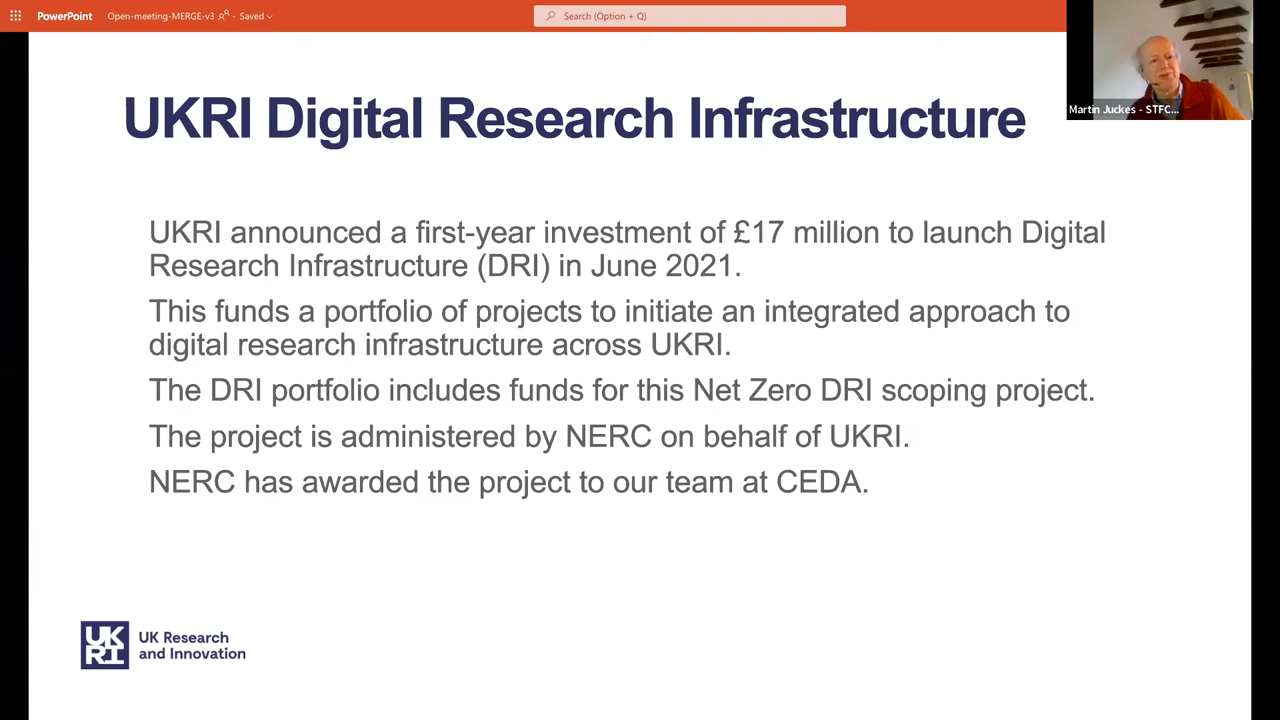 PowerPoint Open-meeting-MERGE-v3 - Saved
Search (Option + Q)
Martin Juckes - STFC...
UKRI Digital Research Infrastructure
UKRI announced a first-year investment of £17 million to launch Digital
Research Infrastructure (DRI) in June 2021.
This funds a portfolio of projects to initiate an integrated approach to
digital research infrastructure across UKRI.
The DRI portfolio includes funds for this Net Zero DRI scoping project.
The project is administered by NERC on behalf of UKRI.
NERC has awarded the project to our team at CEDA.
UK
RI
UK Research
and Innovation